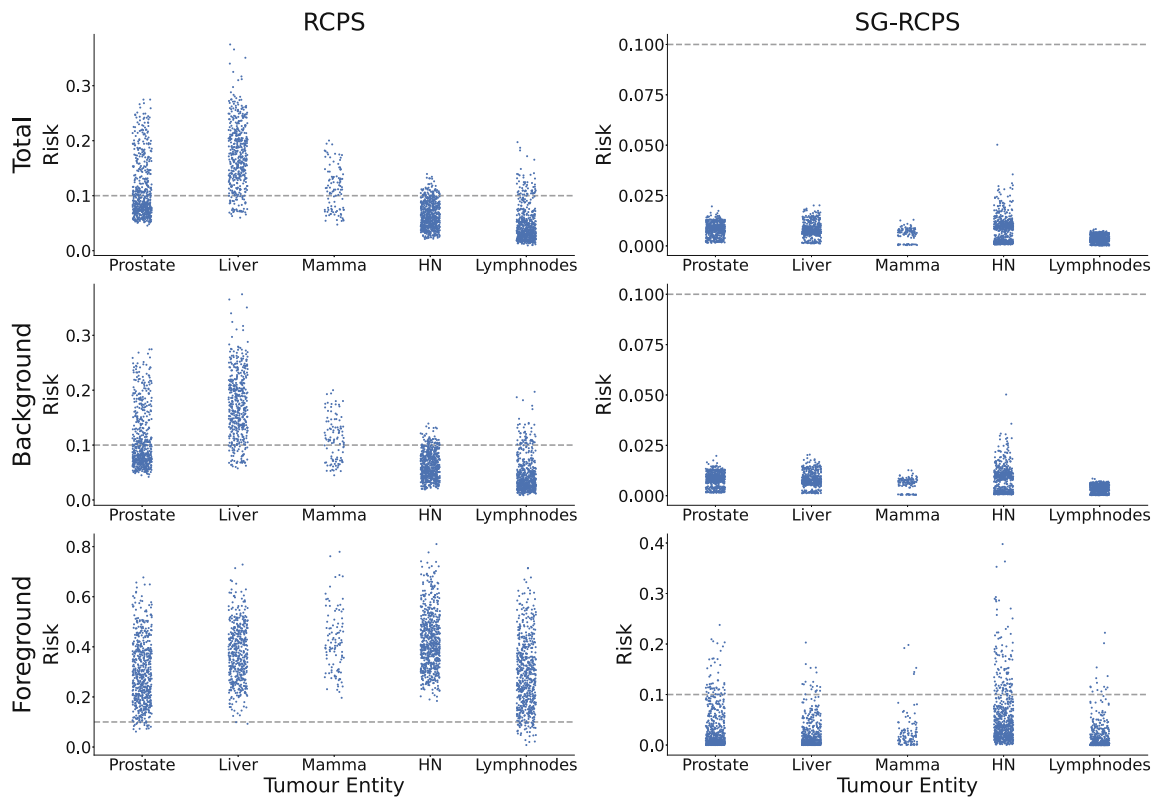 RCPS
SG-RCPS
Total
Risk
0.3
0.2
0.1
0.0
Prostate Liver Mamma HN Lymphnodes
Risk
0.100
0.075
0.050
0.025
0.000
Prostate Liver Mamma HN Lymphnodes
Background
Risk
0.3
0.2
0.1
0.0
Prostate Liver Mamma HN Lymphnodes
Risk
0.100
0.075
0.050
0.025
0.000
Prostate Liver Mamma HN Lymphnodes
Foreground
Risk
0.8
0.6
0.4
0.2
0.0
Prostate Liver Mamma HN Lymphnodes
Tumour Entity
Risk
0.4
0.3
0.2
0.1
0.0
Prostate Liver Mamma HN Lymphnodes
Tumour Entity